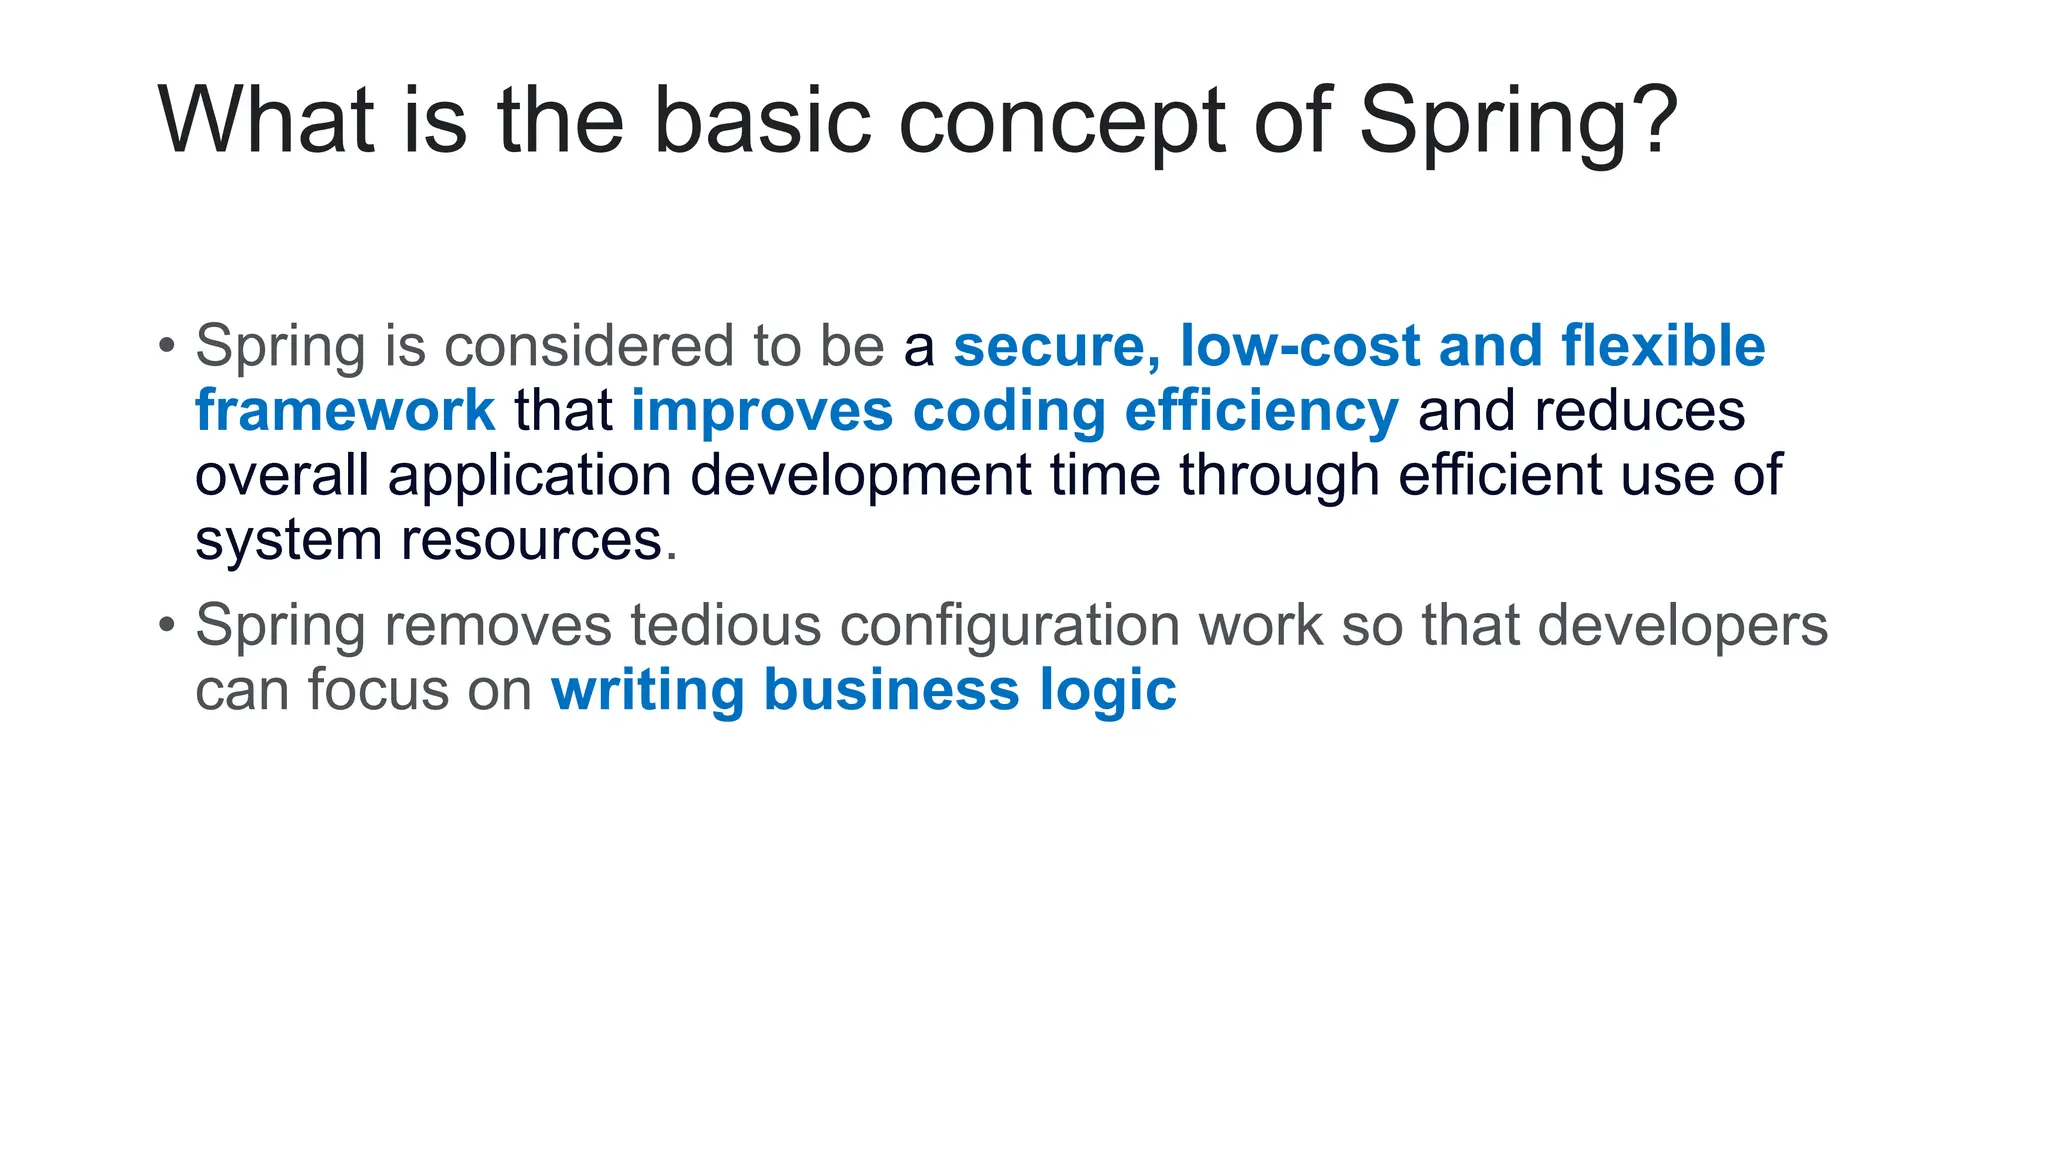 What is the basic concept of Spring?
• Spring is considered to be a secure, low-cost and flexible
framework that improves coding efficiency and reduces
overall application development time through efficient use of
system resources.
• Spring removes tedious configuration work so that developers
can focus on writing business logic